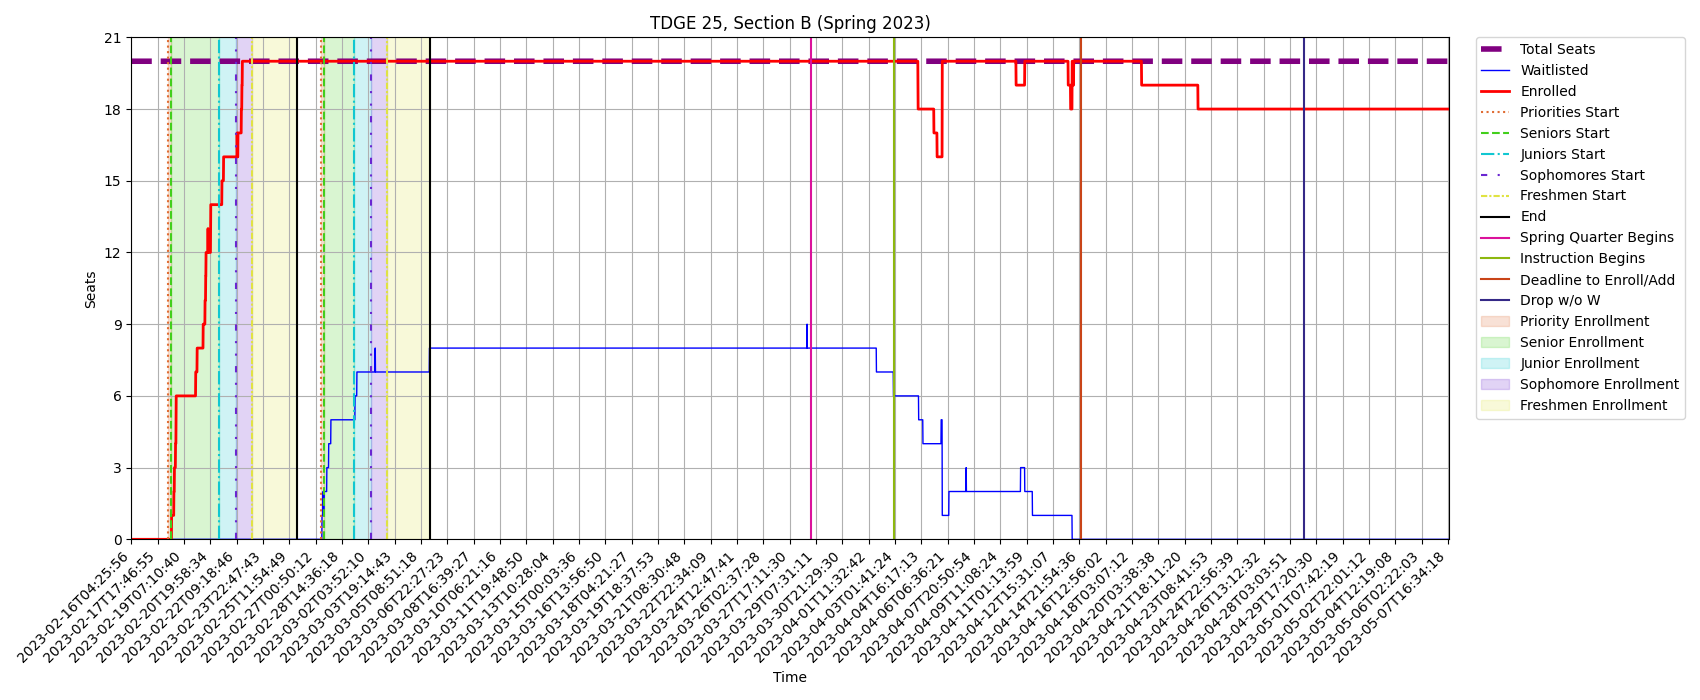 TDGE 25, Section B (Spring 2023)
21
18
15
12
9
6
3
0
Seats
2023-02-16T04:25:56
2023-02-17T17:46:55
2023-02-19T07:10:40
2023-02-20T19:58:34
2023-02-22T09:18:46
2023-02-23T22:47:43
2023-02-25T11:54:49
2023-02-27T00:50:12
2023-02-28T14:36:18
2023-03-02T03:52:10
2023-03-03T19:14:43
2023-03-05T08:51:18
2023-03-06T22:27:23
2023-03-08T16:39:27
2023-03-10T06:21:16
2023-03-11T19:48:50
2023-03-13T10:28:04
2023-03-15T00:03:36
2023-03-16T13:56:50
2023-03-18T04:21:27
2023-03-19T18:37:53
2023-03-21T08:30:48
2023-03-22T22:34:09
2023-03-24T12:47:41
2023-03-26T02:37:28
2023-03-27T17:11:30
2023-03-29T07:31:11
2023-03-30T21:29:30
2023-04-01T11:32:42
2023-04-03T01:41:24
2023-04-04T16:17:13
2023-04-06T06:36:21
2023-04-07T20:50:54
2023-04-09T11:08:24
2023-04-11T01:13:59
2023-04-12T15:31:07
2023-04-14T21:54:36
2023-04-16T12:56:02
2023-04-18T03:07:12
2023-04-20T03:38:38
2023-04-21T18:11:20
2023-04-23T08:41:53
2023-04-24T22:56:39
2023-04-26T13:12:32
2023-04-28T03:03:51
2023-04-29T17:20:30
2023-05-01T07:42:19
2023-05-02T22:01:12
2023-05-04T12:19:08
2023-05-06T02:22:03
2023-05-07T16:34:18
Time
Total Seats
Waitlisted
Enrolled
Priorities Start
Seniors Start
Juniors Start
Sophomores Start
Freshmen Start
End
Spring Quarter Begins
Instruction Begins
Deadline to Enroll/Add
Drop w/o W
Priority Enrollment
Senior Enrollment
Junior Enrollment
Sophomore Enrollment
Freshmen Enrollment